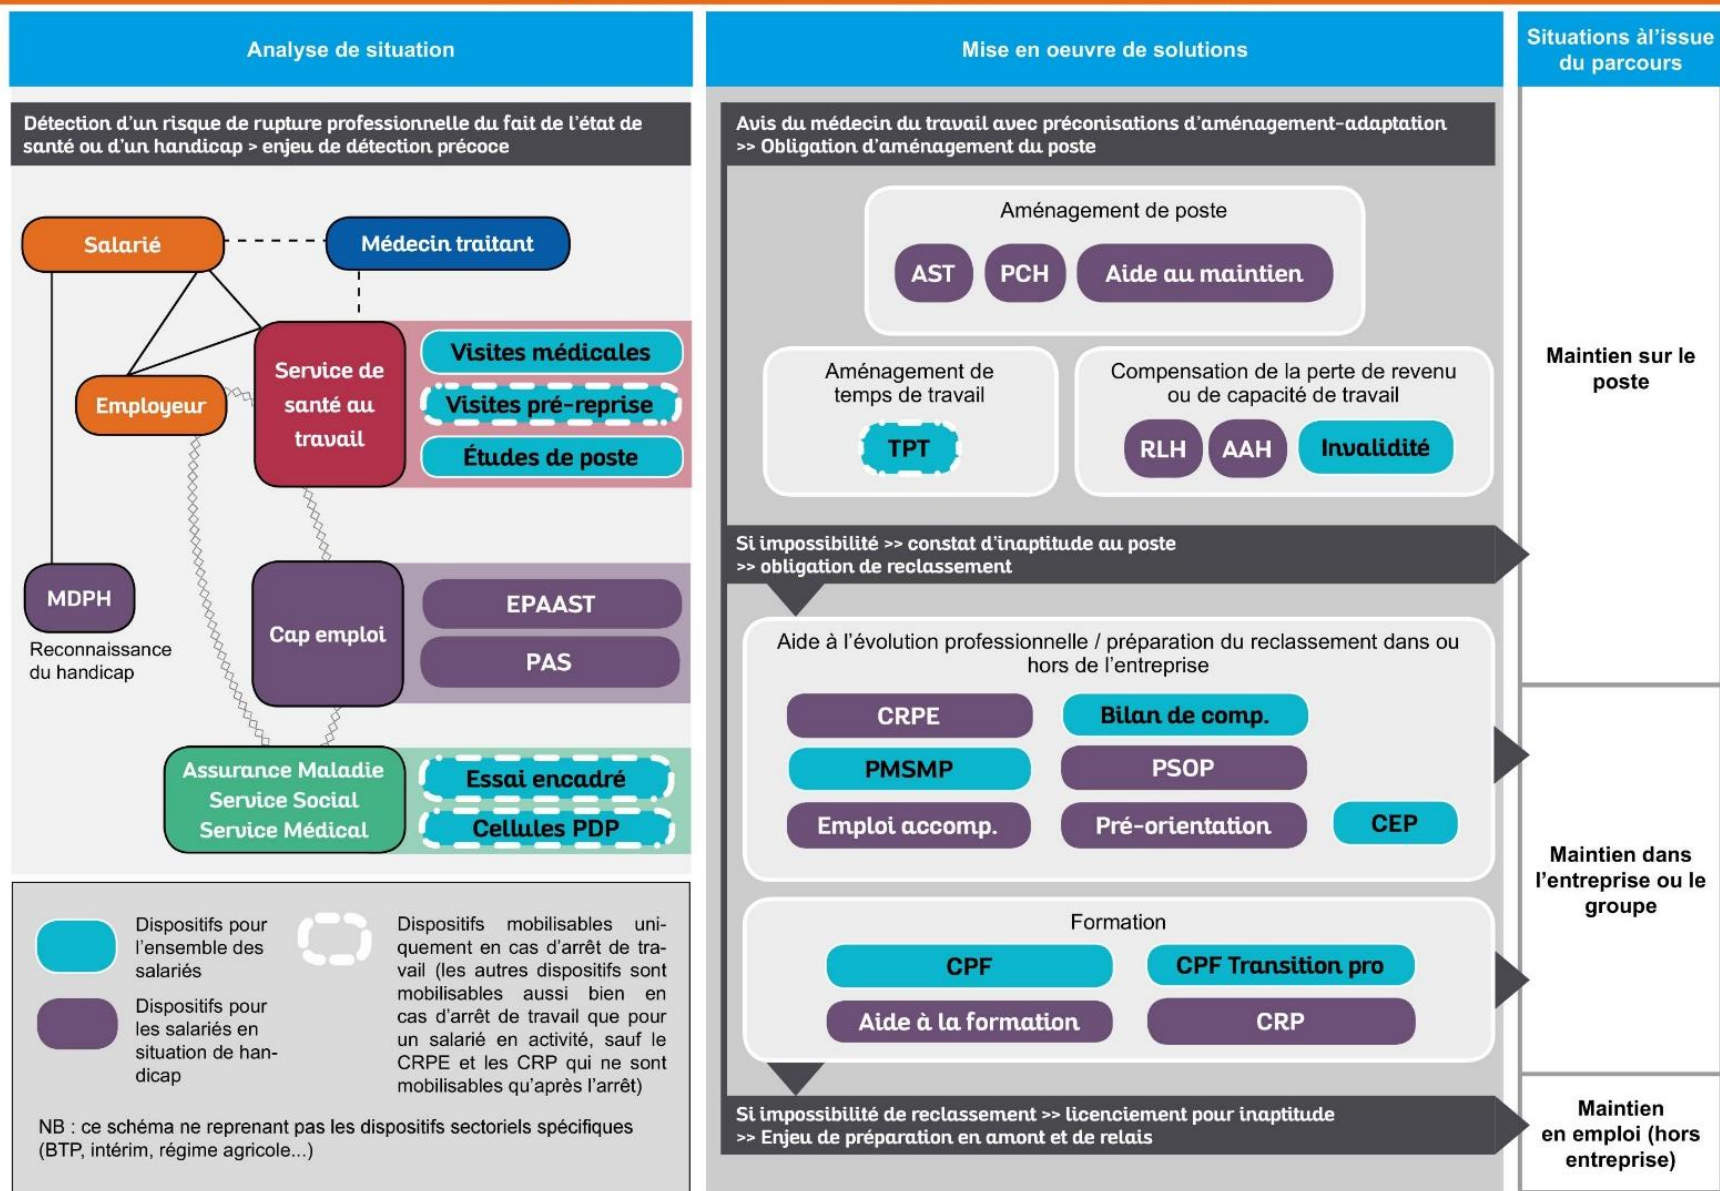 Analyse de situation
Détection d'un risque de rupture professionnelle du fait de l'état de
santé ou d'un handicap > enjeu de détection précoce
Salarié
Médecin traitant
Employeur
Service de
santé au
travail
Visites médicales
Visites pré-reprise
Études de poste
MDPH
Reconnaissance
du handicap
Cap emploi
EPAAST
PAS
Assurance Maladie
Service Social
Service Médical
Essai encadré
Cellules PDP
Dispositifs pour
l'ensemble des
salariés
Dispositifs pour
les salariés en
situation de han-
dicap
Dispositifs mobilisables uni-
quement en cas d'arrêt de tra-
vail (les autres dispositifs sont
mobilisables aussi bien en
cas d'arrêt de travail que pour
un salarié en activité, sauf le
CRPE et les CRP qui ne sont
mobilisables qu'après l'arrêt)
NB : ce schéma ne reprenant pas les dispositifs sectoriels spécifiques
(BTP, intérim, régime agricole...)
Mise en oeuvre de solutions
Avis du médecin du travail avec préconisations d'aménagement-adaptation
>> Obligation d'aménagement du poste
Aménagement de poste
AST PCH Aide au maintien
Aménagement de
temps de travail
TPT
Compensation de la perte de revenu
ou de capacité de travail
RLH AAH Invalidité
Si impossibilité >> constat d'inaptitude au poste
>> obligation de reclassement
Aide à l'évolution professionnelle / préparation du reclassement dans ou
hors de l'entreprise
CRPE Bilan de comp.
PMSMP PSOP
Emploi accomp. Pré-orientation CEP
Formation
CPF CPF Transition pro
Aide à la formation CRP
Si impossibilité de reclassement >> licenciement pour inaptitude
>> Enjeu de préparation en amont et de relais
Situations àl'issue
du parcours
Maintien sur le
poste
Maintien dans
l'entreprise ou le
groupe
Maintien
en emploi (hors
entreprise)